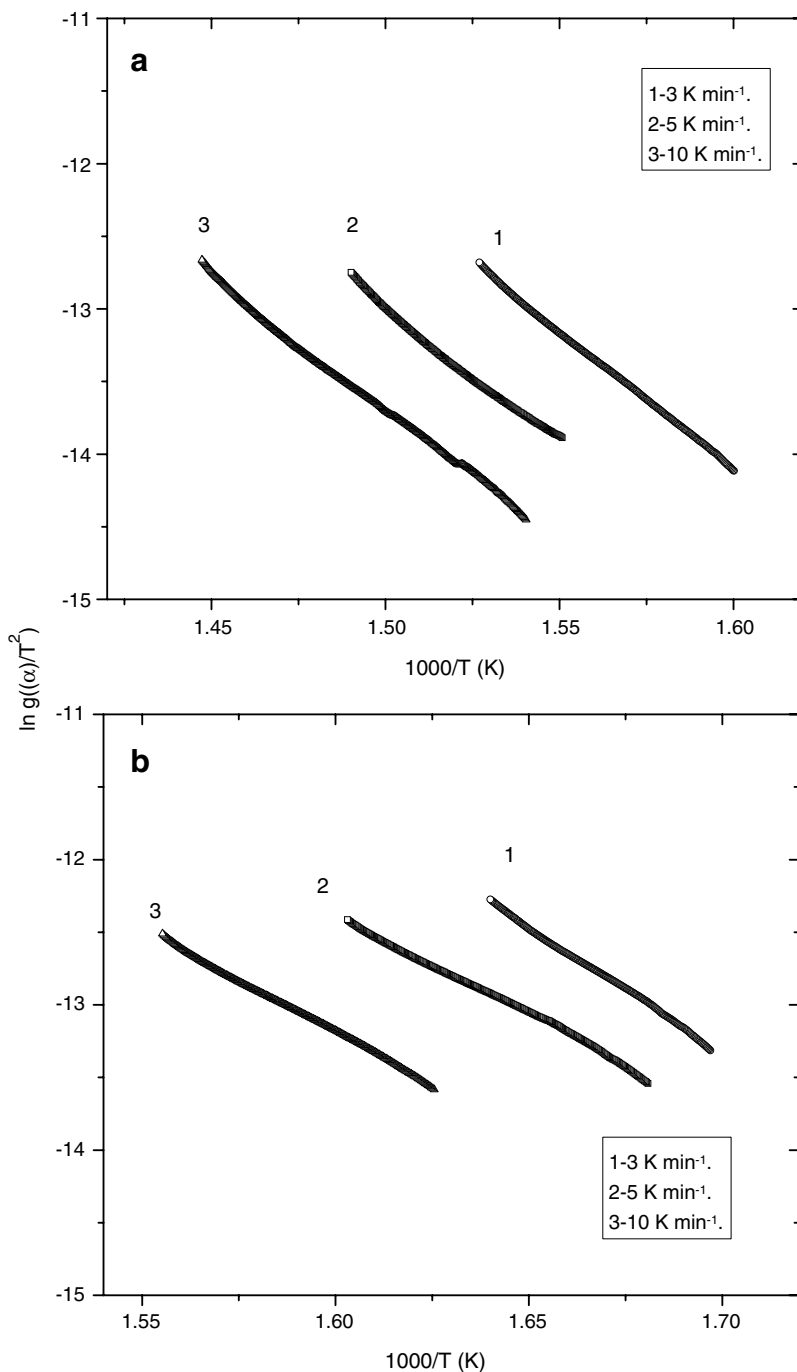 -11
a
1-3 K min⁻¹.
2-5 K min⁻¹.
3-10 K min⁻¹.
-12
3
2
1
-13
-14
-15
1.45 1.50 1.55 1.60
1000/T (K)
ln g((α)/T²
-11
b
1
-12
2
3
-13
1-3 K min⁻¹.
2-5 K min⁻¹.
3-10 K min⁻¹.
-14
-15
1.55 1.60 1.65 1.70
1000/T (K)